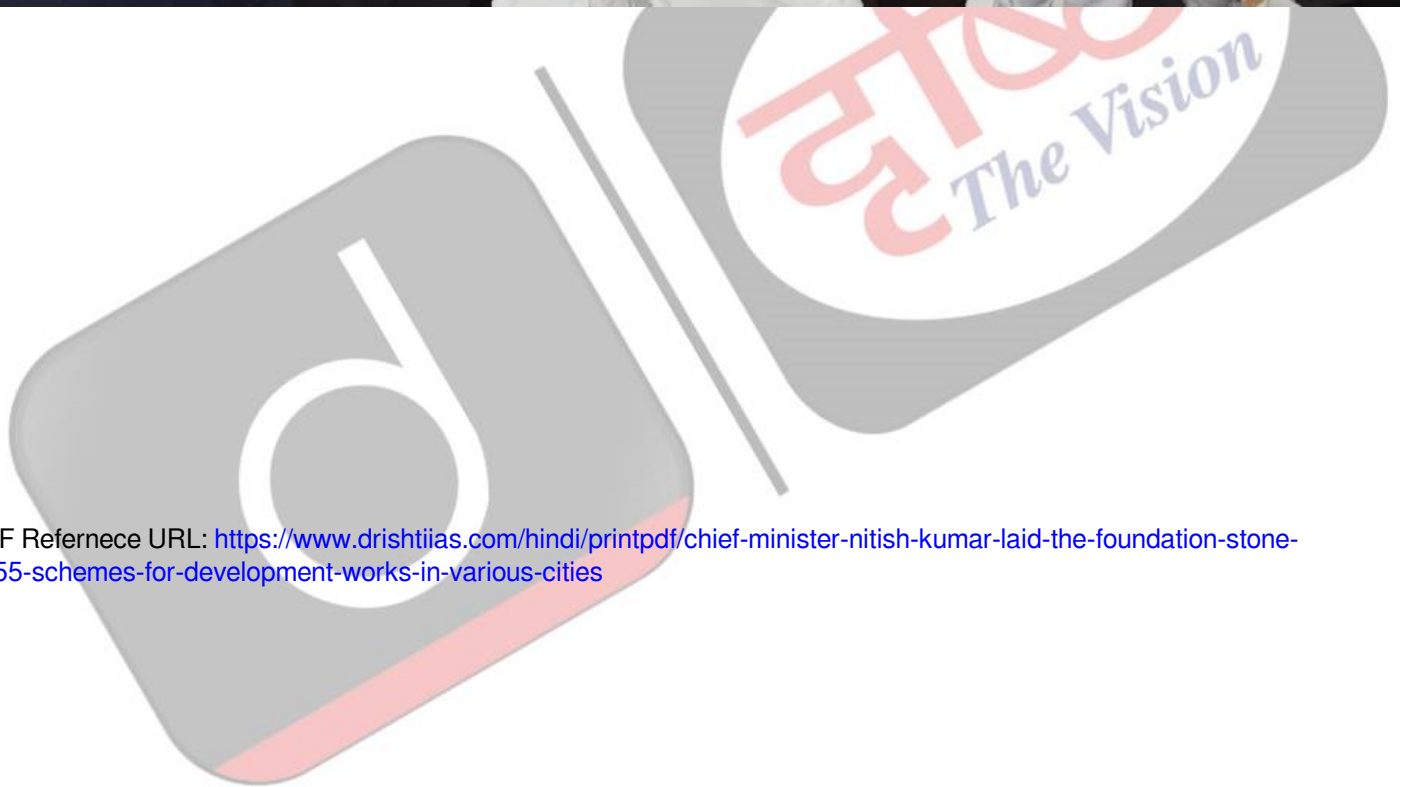 दृष्टि
The Vision
d
F Refernece URL: https://www.drishtiias.com/hindi/printpdf/chief-minister-nitish-kumar-laid-the-foundation-stone-
55-schemes-for-development-works-in-various-cities